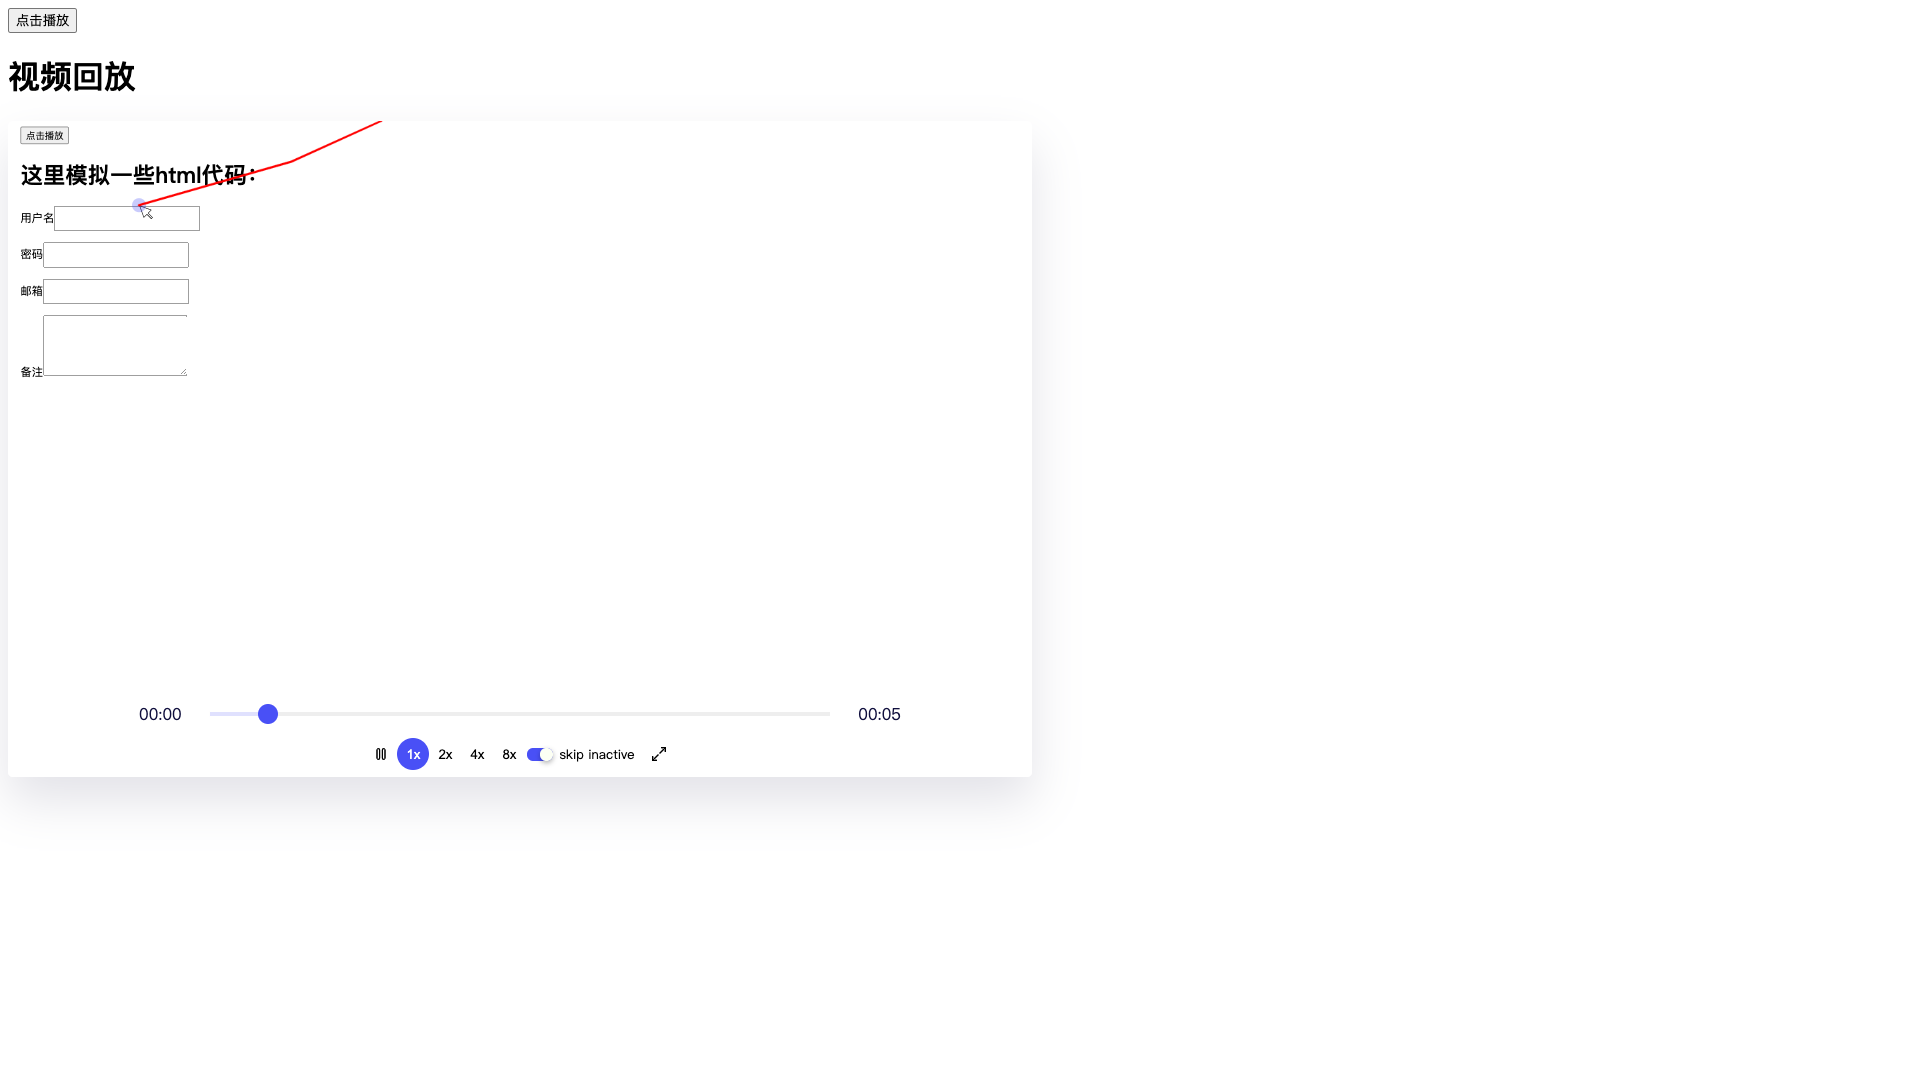 点击播放
视频回放
点击播放
这里模拟一些html代码：
用户名
密码
邮箱
备注
00:00 00:05
1x 2x 4x 8x skip inactive